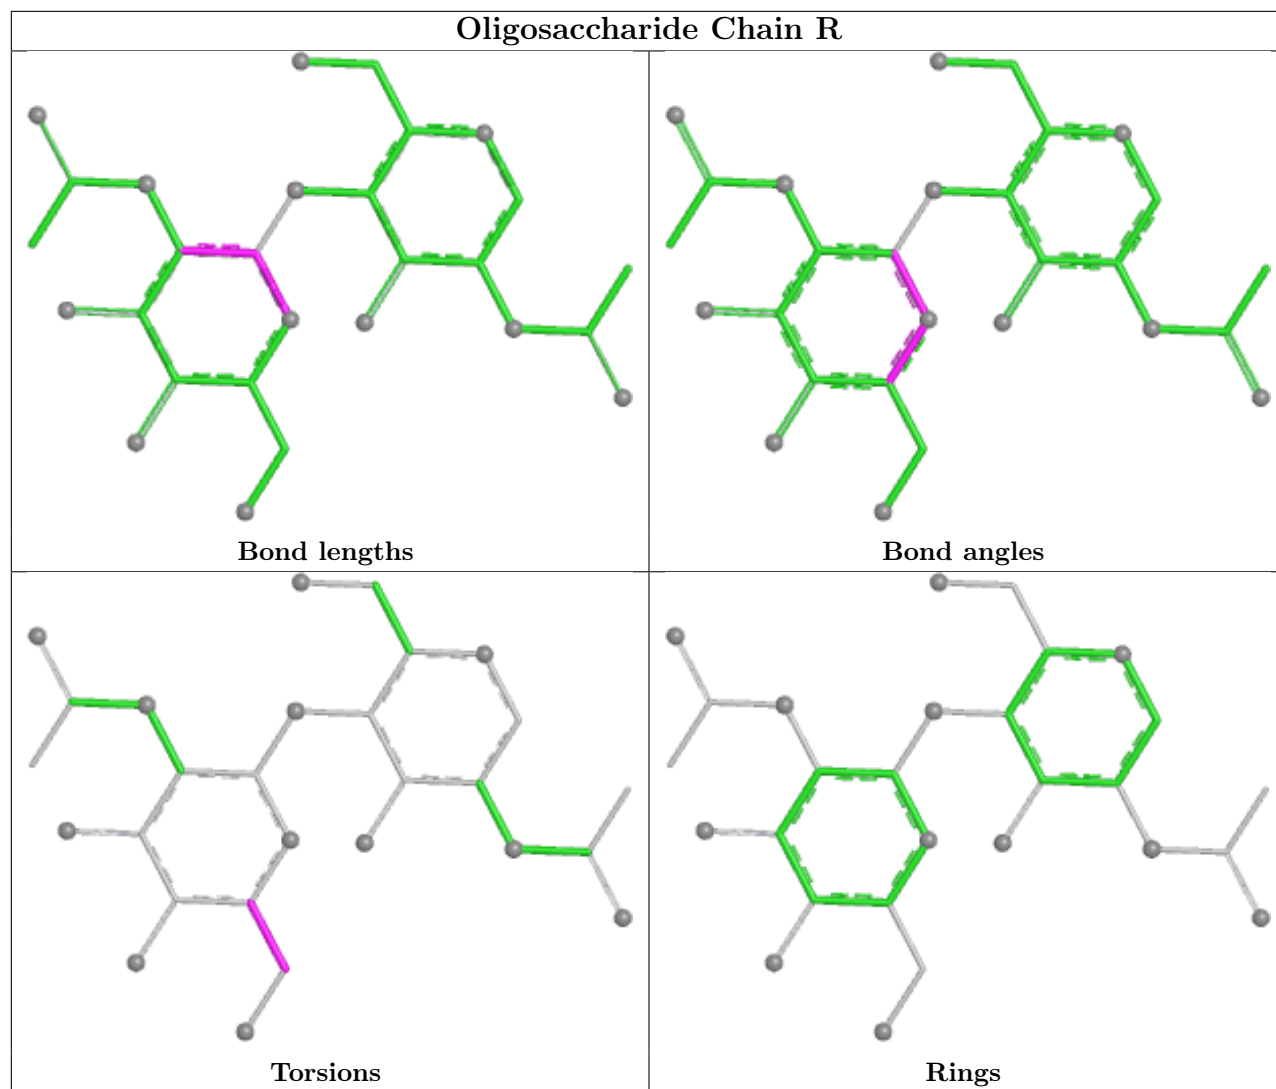 Oligosaccharide Chain R
Bond lengths
Bond angles
Torsions
Rings